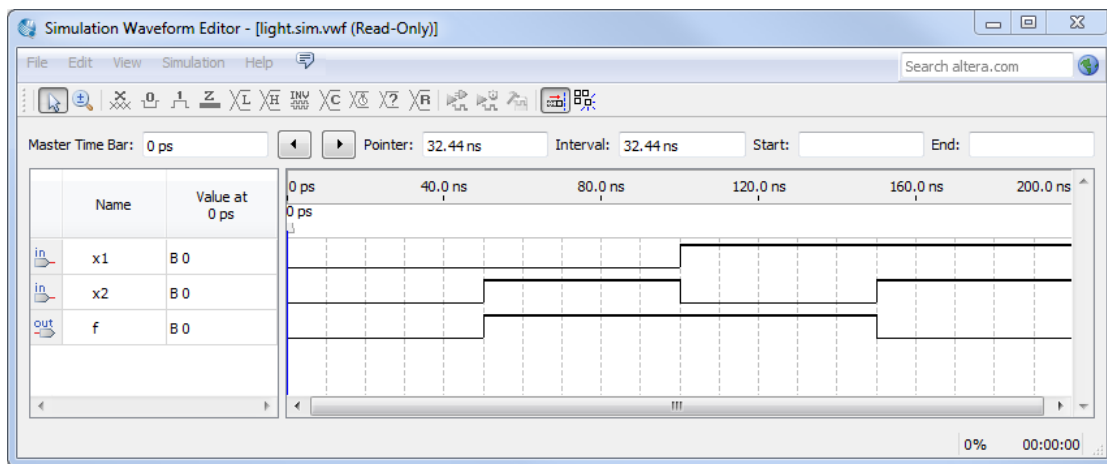 Simulation Waveform Editor - [light.sim.vwf (Read-Only)]
File Edit View Simulation Help
Search altera.com
Master Time Bar: 0 ps Pointer: 32.44 ns Interval: 32.44 ns Start: End:
Name Value at 0 ps
0 ps 40.0 ns 80.0 ns 120.0 ns 160.0 ns 200.0 ns
0 ps
in x1 B 0
in x2 B 0
out f B 0
0% 00:00:00